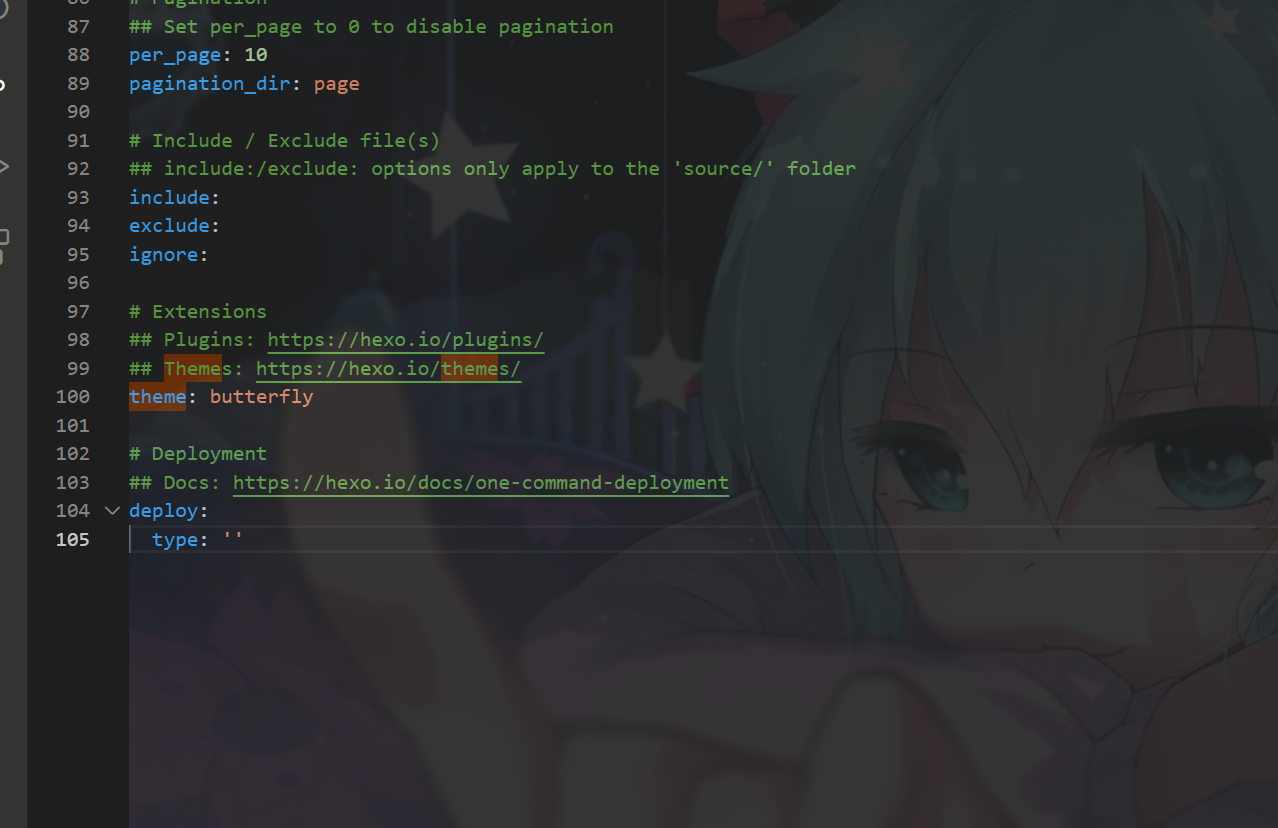 86 # Pagination
87 ## Set per_page to 0 to disable pagination
88 per_page: 10
89 pagination_dir: page
90
91 # Include / Exclude file(s)
92 ## include:/exclude: options only apply to the 'source/' folder
93 include:
94 exclude:
95 ignore:
96
97 # Extensions
98 ## Plugins: https://hexo.io/plugins/
99 ## Themes: https://hexo.io/themes/
100 theme: butterfly
101
102 # Deployment
103 ## Docs: https://hexo.io/docs/one-command-deployment
104 deploy:
105   type: ''